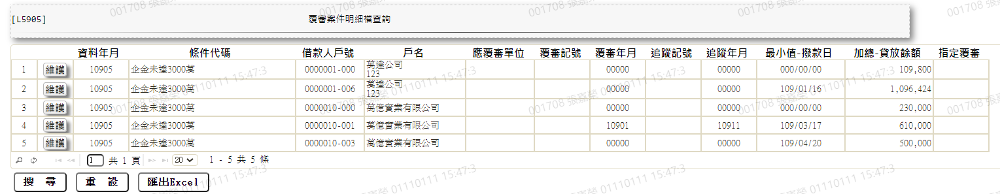 [L5905] 覆審案件明細檔查詢
資料年月 條件代碼 借款人戶號 戶名 應覆審單位 覆審記號 覆審年月 追蹤記號 追蹤年月 最小值-撥款日 加總-貸放餘額 指定覆審
1 維護 10905 企金未達3000萬 0000001-000 萬達公司 123 00000 00000 000/00/00 109,800
2 維護 10905 企金未達3000萬 0000001-006 萬達公司 123 00000 00000 109/01/16 1,096,424
3 維護 10905 企金未達3000萬 0000010-000 萬億實業有限公司 00000 00000 000/00/00 230,000
4 維護 10905 企金未達3000萬 0000010-001 萬億實業有限公司 10901 10911 109/03/17 610,000
5 維護 10905 企金未達3000萬 0000010-003 萬億實業有限公司 00000 00000 109/04/20 500,000
1 共 1 頁 20 1 - 5 共 5 條
搜 尋 重 設 匯出Excel
001708 張嘉榮 01110111 15:47:3